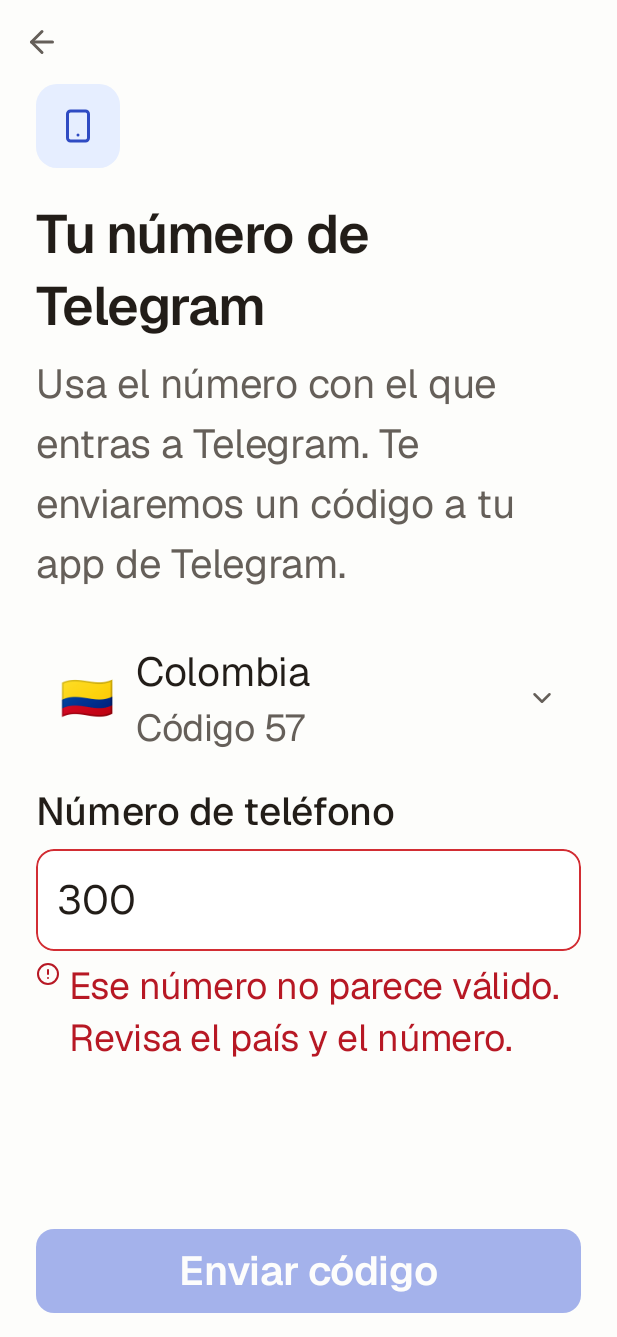 Tu número de
Telegram
Usa el número con el que
entras a Telegram. Te
enviaremos un código a tu
app de Telegram.
Colombia
Código 57
Número de teléfono
300
Ese número no parece válido.
Revisa el país y el número.
Enviar código